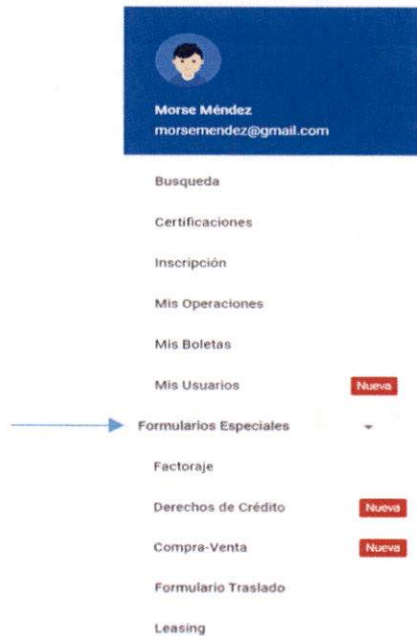 Morse Méndez
morsemendez@gmail.com
Busqueda
Certificaciones
Inscripción
Mis Operaciones
Mis Boletas
Mis Usuarios Nueva
Formularios Especiales
Factoraje
Derechos de Crédito Nueva
Compra-Venta Nueva
Formulario Traslado
Leasing